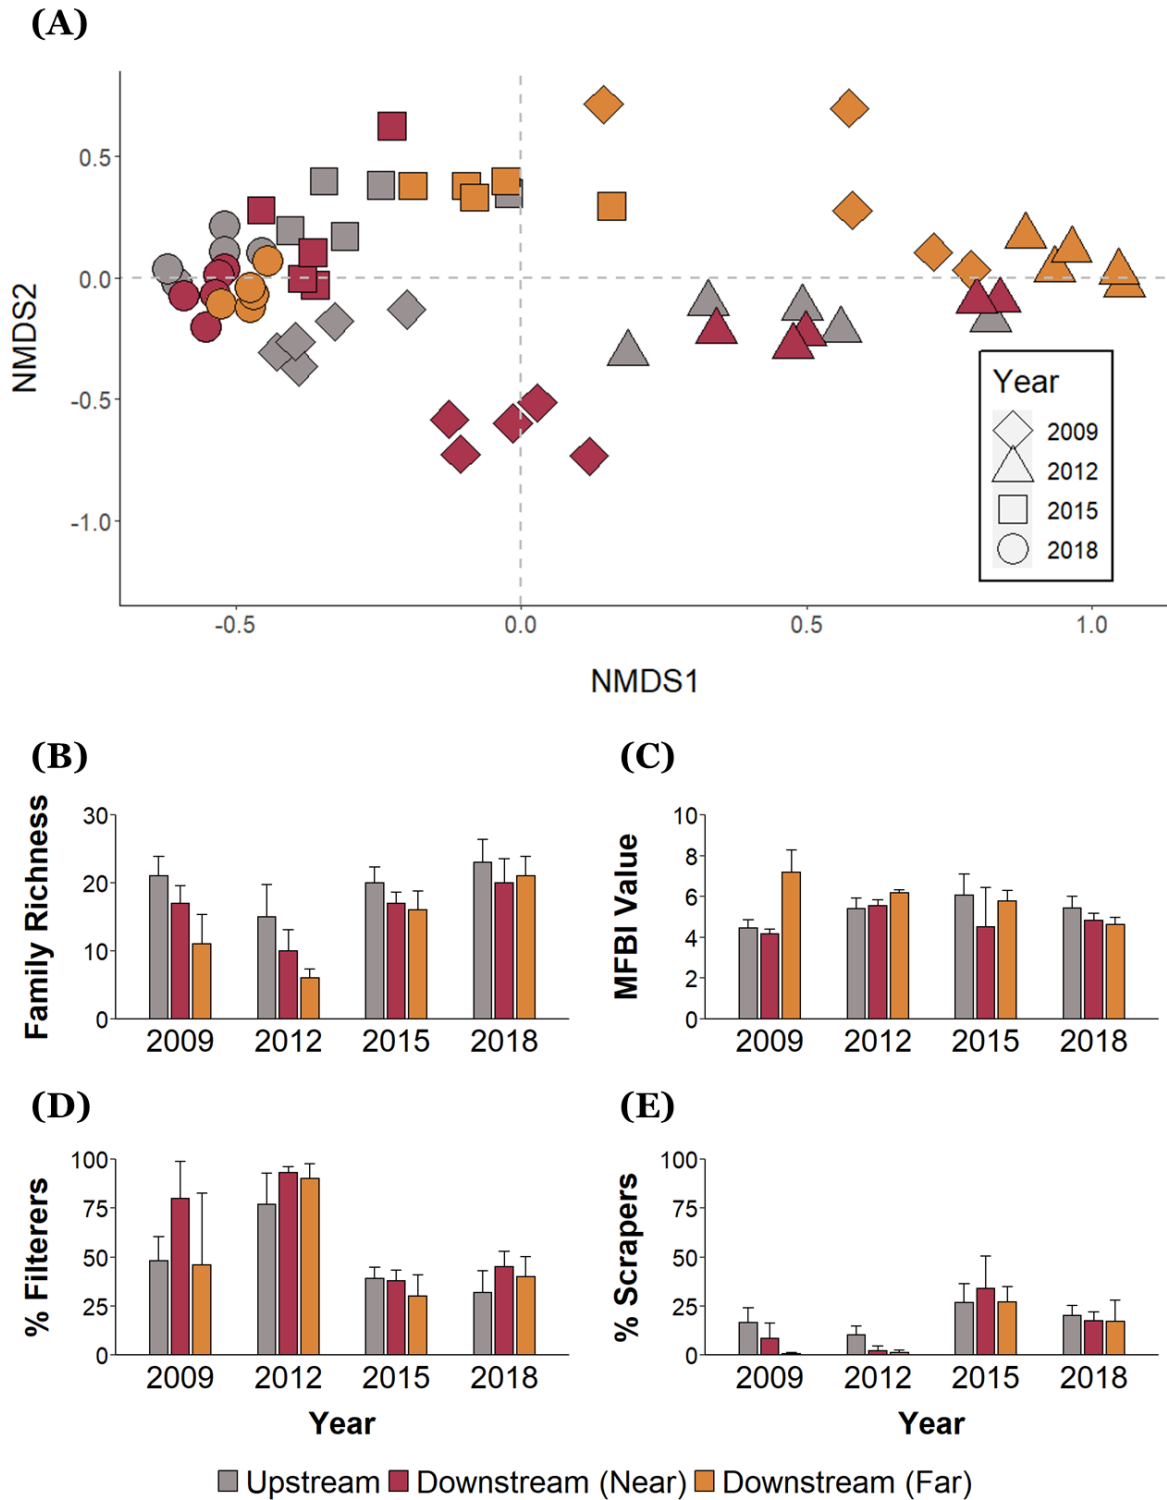 (A)
0.5
0.0
-0.5
-1.0
NMDS2
-0.5 0.0 0.5 1.0
NMDS1
Year
2009
2012
2015
2018
(B)
Family Richness
30
20
10
0
2009 2012 2015 2018
(C)
MFBI Value
10
8
6
4
2
0
2009 2012 2015 2018
(D)
% Filterers
100
75
50
25
0
2009 2012 2015 2018
Year
(E)
% Scrapers
100
75
50
25
0
2009 2012 2015 2018
Year
Upstream Downstream (Near) Downstream (Far)